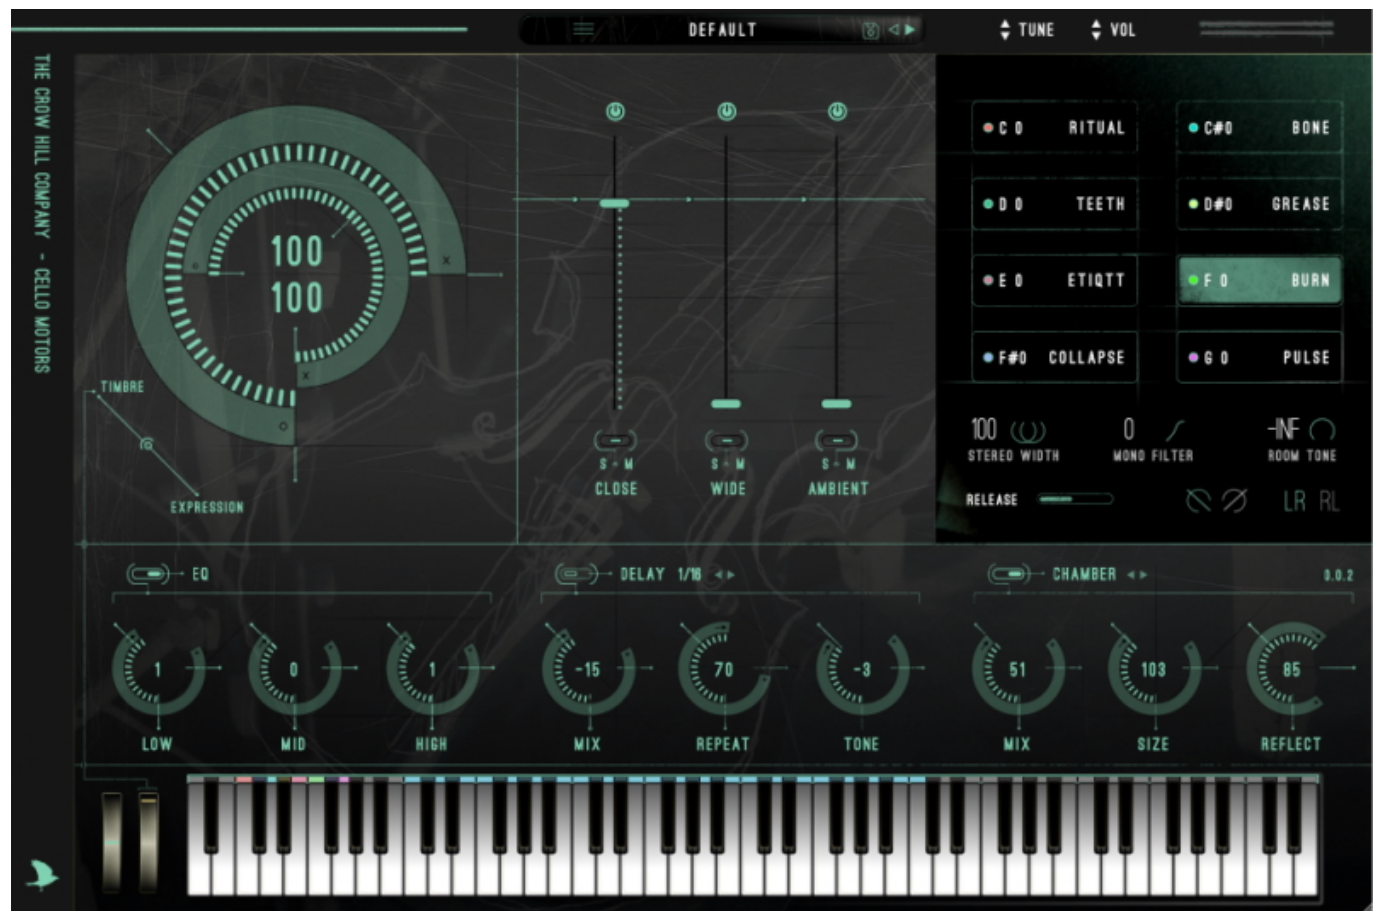 DEFAULT
TUNE
VOL
THE CROW HILL COMPANY - CELLO MOTORS
100
100
X
O
X
O
TIMBRE
EXPRESSION
S - M
CLOSE
S - M
WIDE
S - M
AMBIENT
C 0 RITUAL
C#0 BONE
D 0 TEETH
D#0 GREASE
E 0 ETIQTT
F 0 BURN
F#0 COLLAPSE
G 0 PULSE
100
STEREO WIDTH
0
MONO FILTER
-INF
ROOM TONE
RELEASE
LR RL
EQ
DELAY 1/16
CHAMBER
0.0.2
1
LOW
0
MID
1
HIGH
-15
MIX
70
REPEAT
-3
TONE
51
MIX
103
SIZE
85
REFLECT